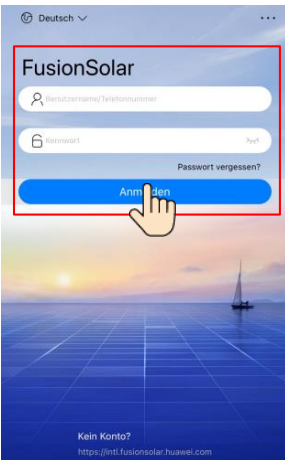 Deutsch
FusionSolar
Benutzername/Telefonnummer
Kennwort
Passwort vergessen?
Anmelden
Kein Konto?
https://intl.fusionsolar.huawei.com